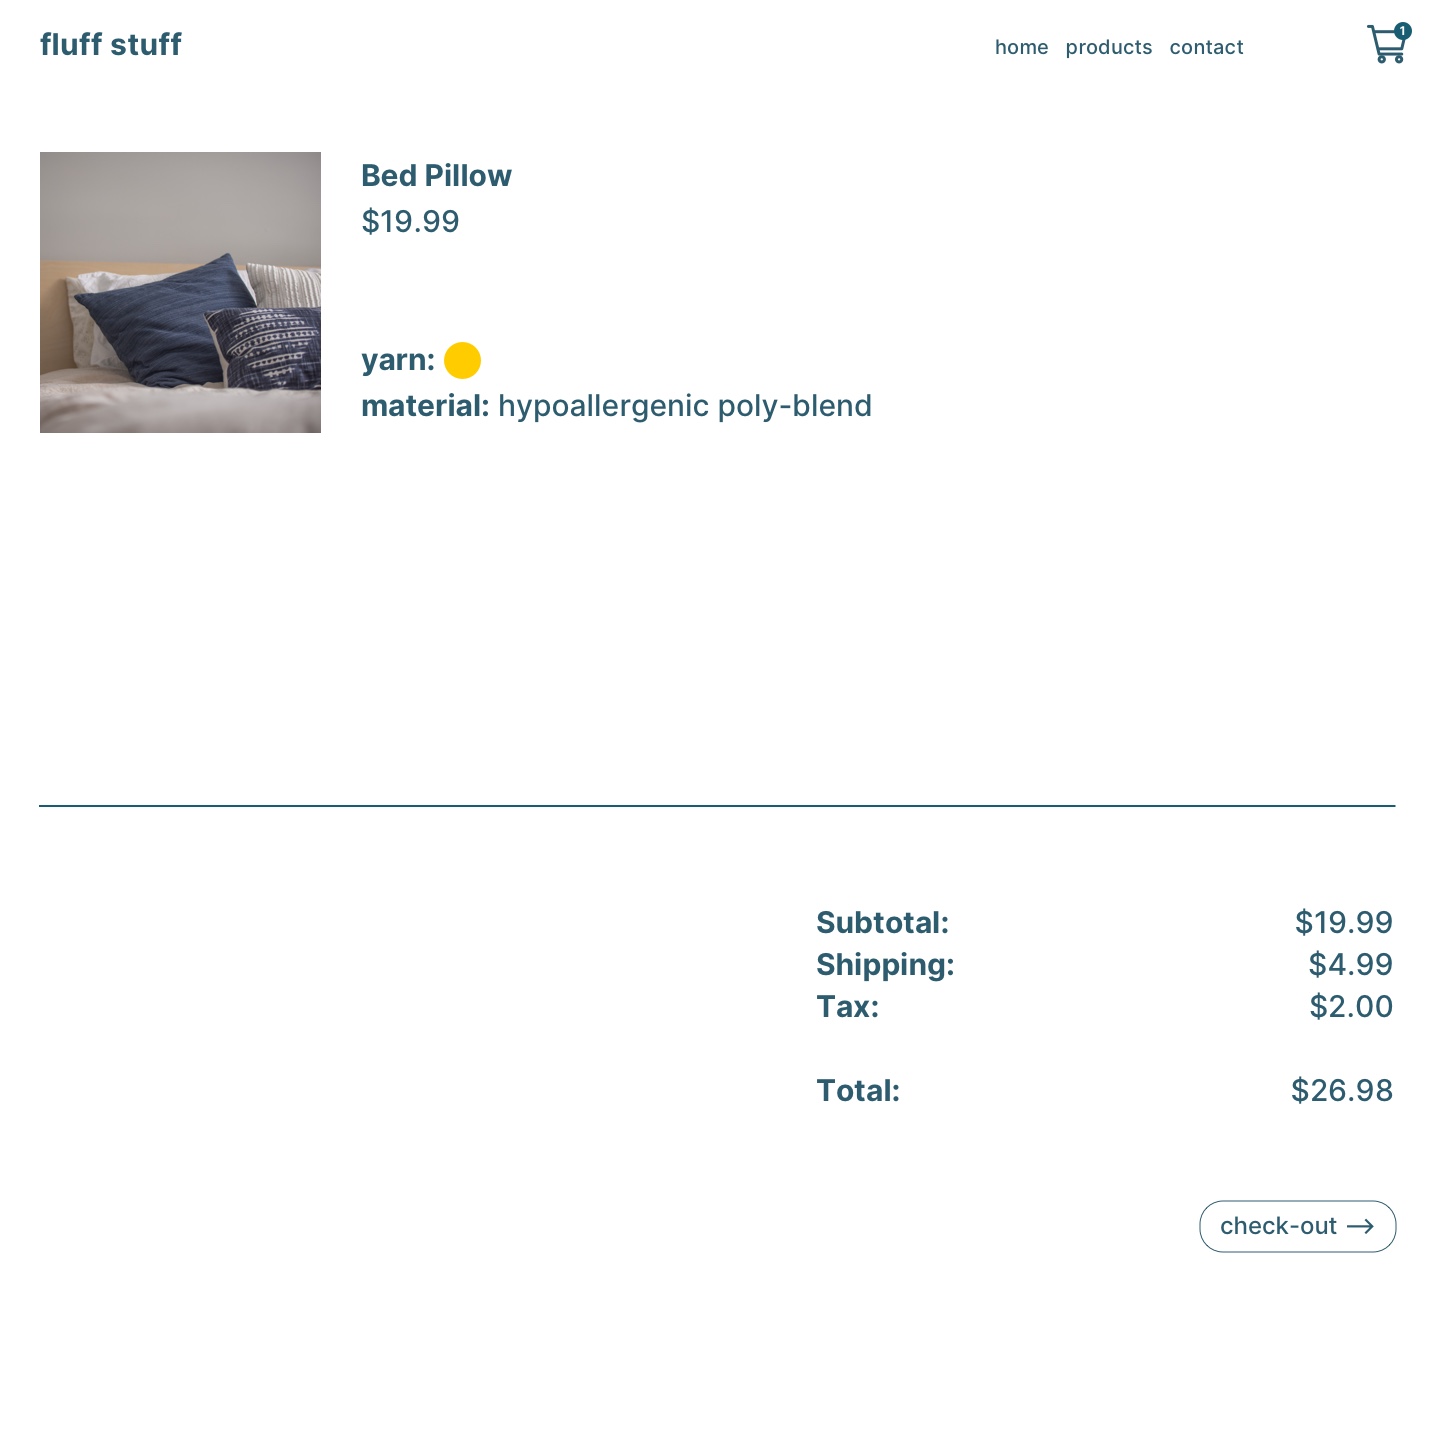 fluff stuff
home products contact
1
Bed Pillow
$19.99
yarn:
material: hypoallergenic poly-blend
Subtotal: $19.99
Shipping: $4.99
Tax: $2.00
Total: $26.98
check-out →